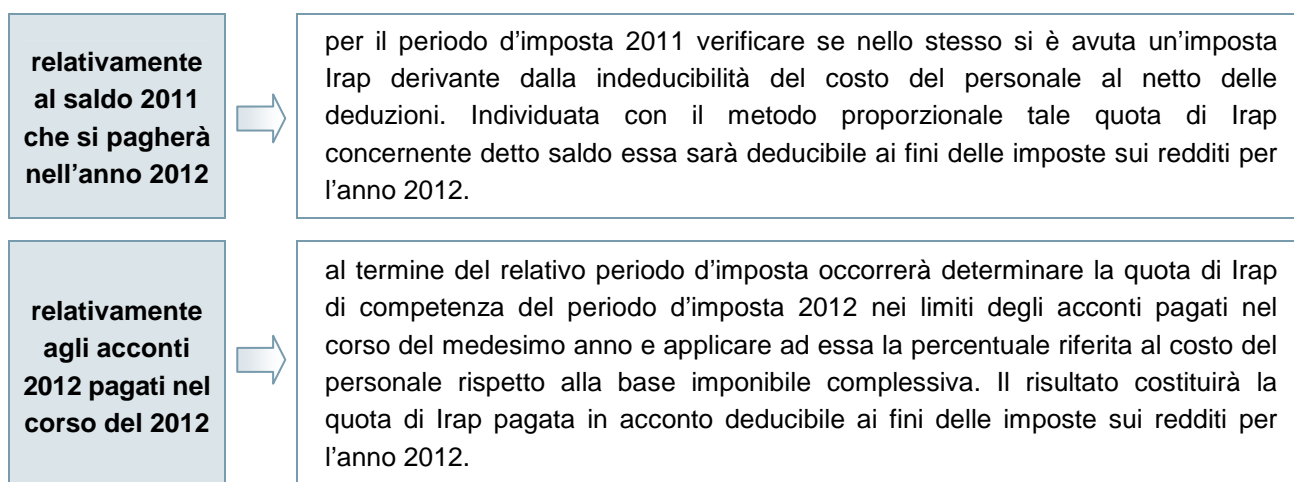 relativamente
al saldo 2011
che si pagherà
nell’anno 2012
per il periodo d’imposta 2011 verificare se nello stesso si è avuta un’imposta
Irap derivante dalla indeducibilità del costo del personale al netto delle
deduzioni. Individuata con il metodo proporzionale tale quota di Irap
concernente detto saldo essa sarà deducibile ai fini delle imposte sui redditi per
l’anno 2012.
relativamente
agli acconti
2012 pagati nel
corso del 2012
al termine del relativo periodo d’imposta occorrerà determinare la quota di Irap
di competenza del periodo d’imposta 2012 nei limiti degli acconti pagati nel
corso del medesimo anno e applicare ad essa la percentuale riferita al costo del
personale rispetto alla base imponibile complessiva. Il risultato costituirà la
quota di Irap pagata in acconto deducibile ai fini delle imposte sui redditi per
l’anno 2012.